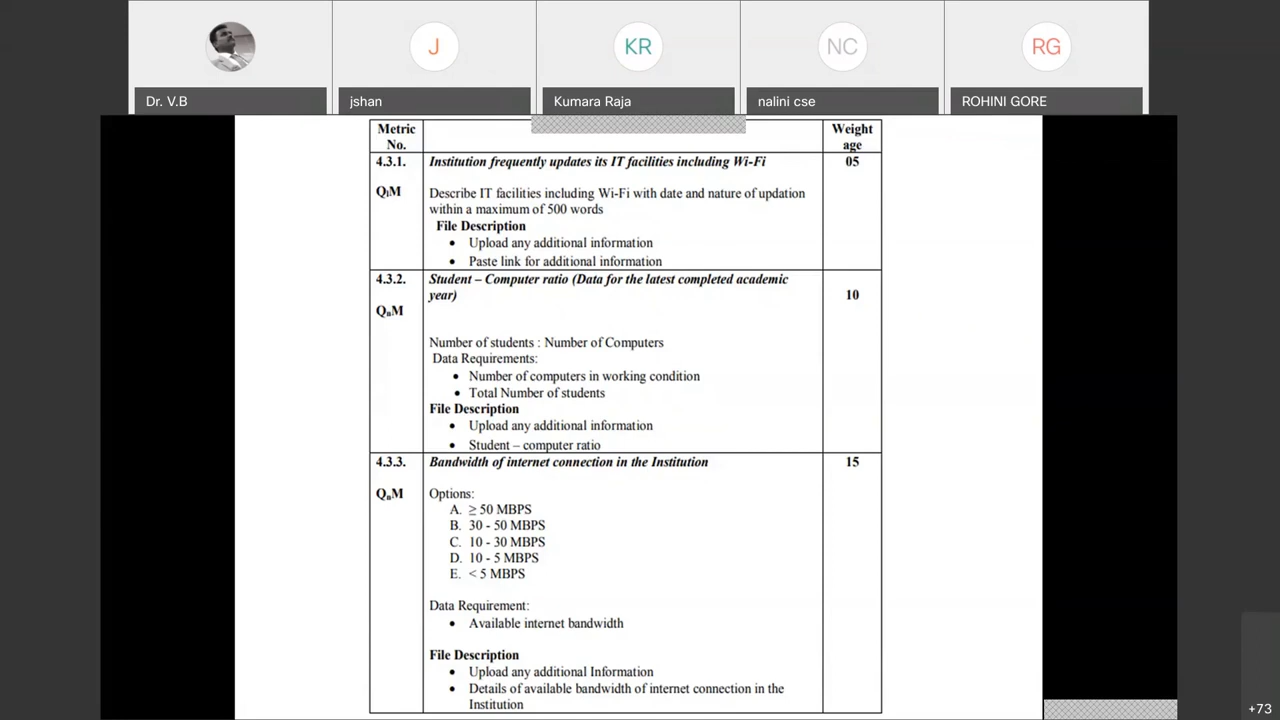 J
KR
NC
RG
Dr. V.B
jshan
Kumara Raja
nalini cse
ROHINI GORE
Metric
No.
Weight
age
4.3.1.
Institution frequently updates its IT facilities including Wi-Fi
05
QlM
Describe IT facilities including Wi-Fi with date and nature of updation
within a maximum of 500 words
File Description
• Upload any additional information
• Paste link for additional information
4.3.2.
Student – Computer ratio (Data for the latest completed academic
year)
10
QnM
Number of students : Number of Computers
Data Requirements:
• Number of computers in working condition
• Total Number of students
File Description
• Upload any additional information
• Student – computer ratio
4.3.3.
Bandwidth of internet connection in the Institution
15
QnM
Options:
A. ≥ 50 MBPS
B. 30 - 50 MBPS
C. 10 - 30 MBPS
D. 10 - 5 MBPS
E. < 5 MBPS
Data Requirement:
• Available internet bandwidth
File Description
• Upload any additional Information
• Details of available bandwidth of internet connection in the
Institution
+73